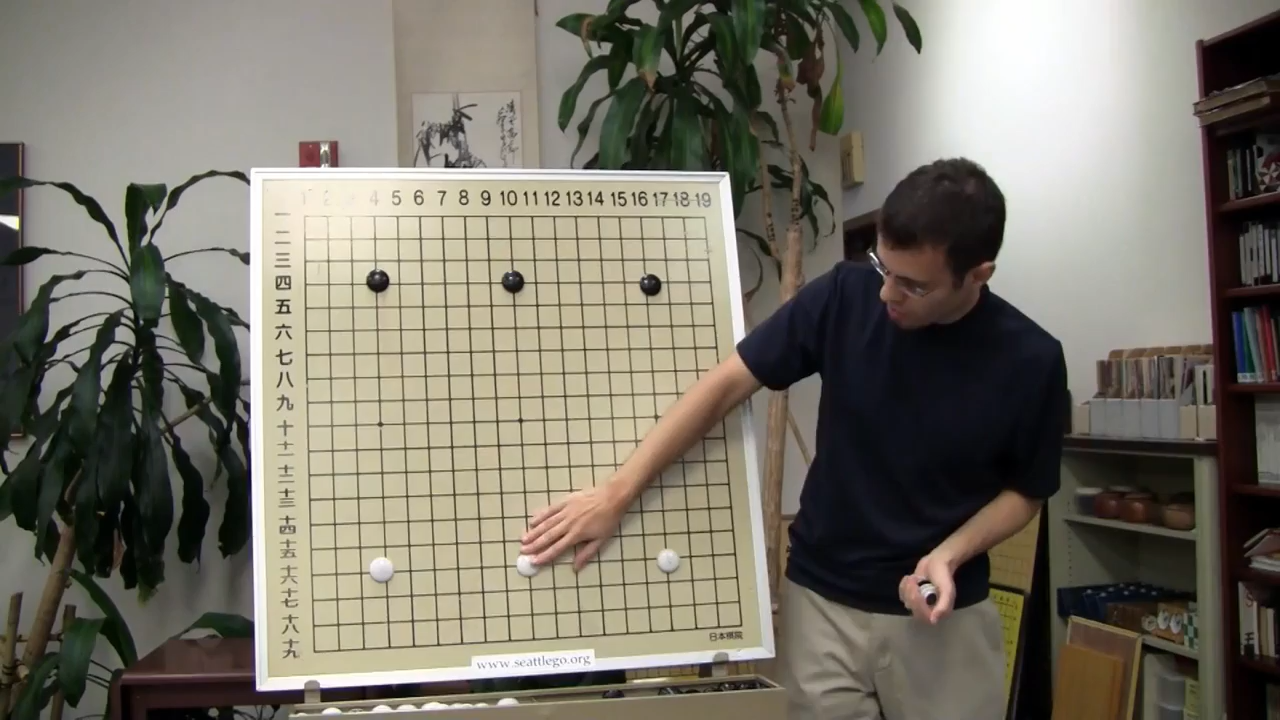 4 5 6 7 8 9 10 11 12 13 14 15 16 17 18 19
一
二
三
四
五
六
七
八
九
十
十一
十二
十三
十四
十五
十六
十七
十八
十九
日本棋院
www.seattlego.org